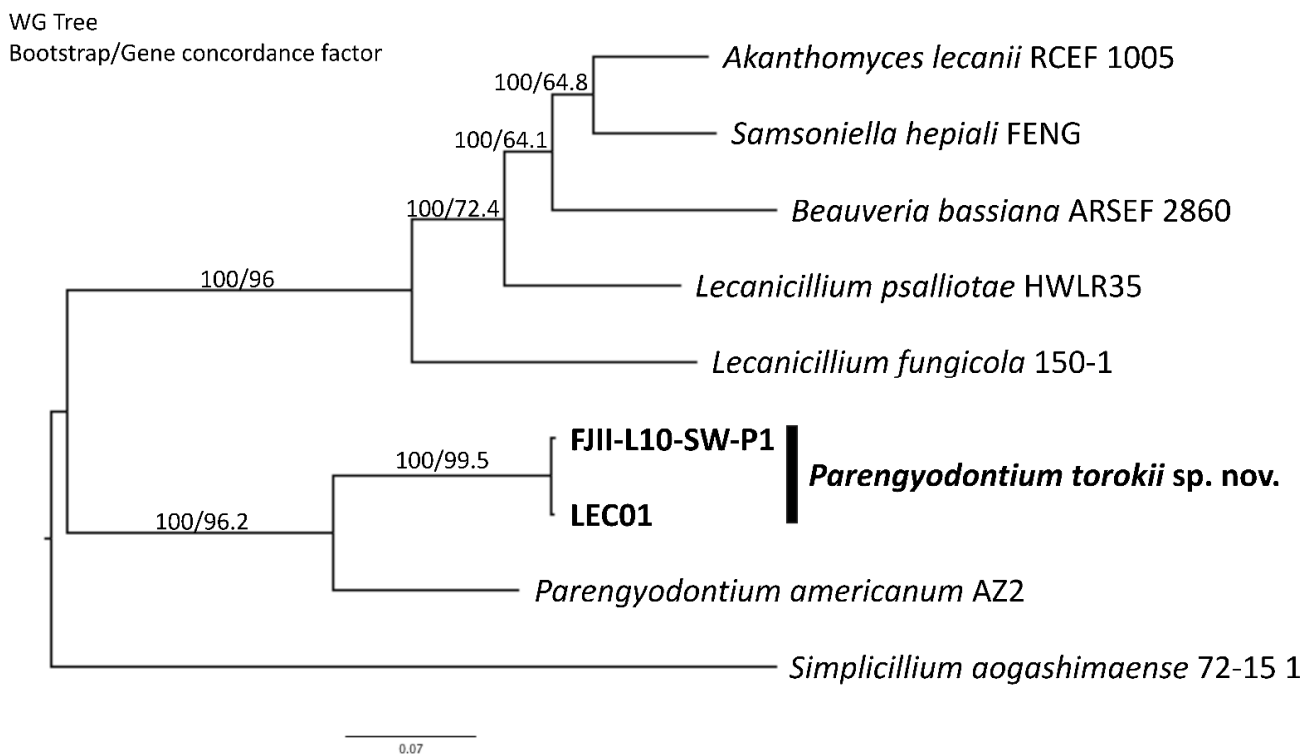 WG Tree
Bootstrap/Gene concordance factor
Akanthomyces lecanii RCEF 1005
100/64.8
Samsoniella hepiali FENG
100/64.1
Beauveria bassiana ARSEF 2860
100/72.4
Lecanicillium psalliotae HWLR35
100/96
Lecanicillium fungicola 150-1
FJII-L10-SW-P1
100/99.5
Parengyodontium torokii sp. nov.
LEC01
100/96.2
Parengyodontium americanum AZ2
Simplicillium aogashimaense 72-15 1
0.07